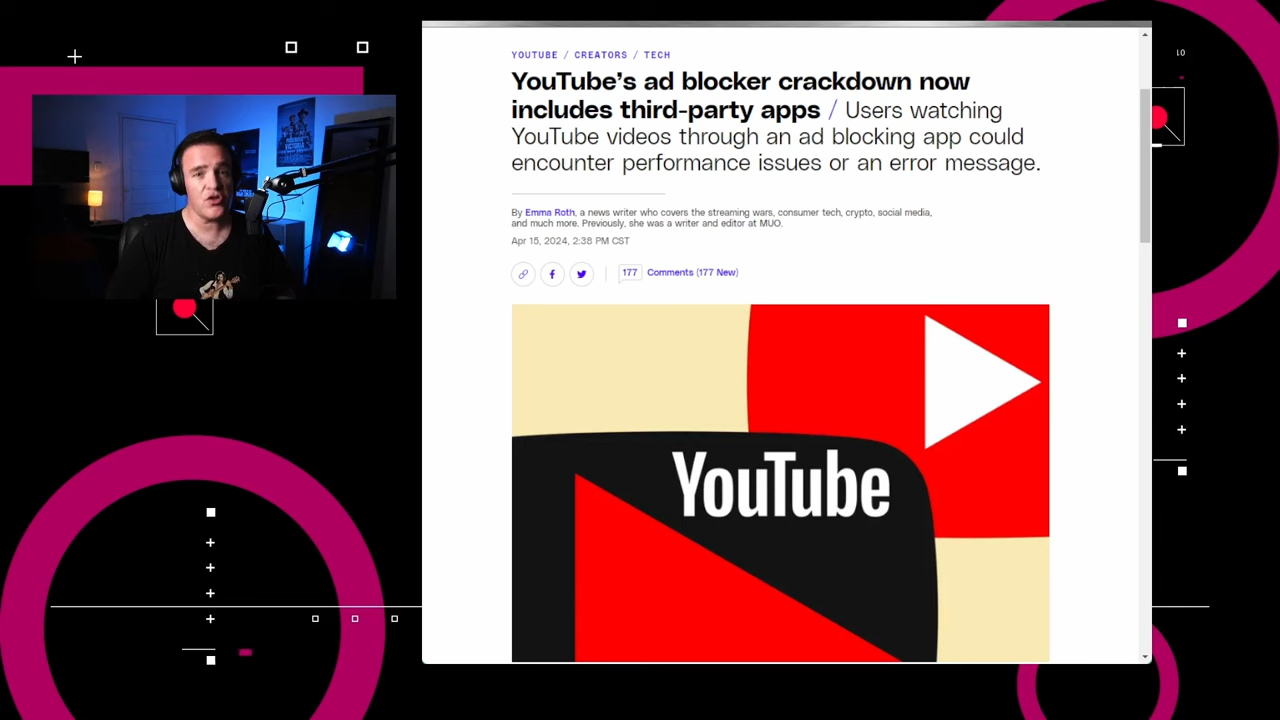 YOUTUBE / CREATORS / TECH
YouTube’s ad blocker crackdown now
includes third-party apps / Users watching
YouTube videos through an ad blocking app could
encounter performance issues or an error message.
By Emma Roth, a news writer who covers the streaming wars, consumer tech, crypto, social media,
and much more. Previously, she was a writer and editor at MUO.
Apr 15, 2024, 2:38 PM CST
177 Comments (177 New)
YouTube